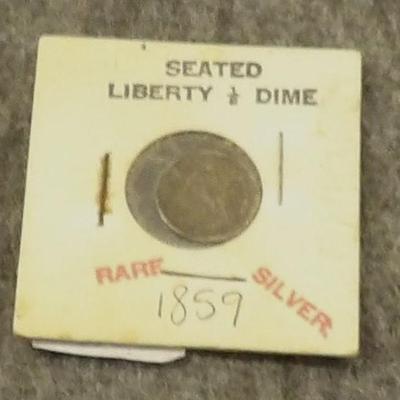 SEATED
LIBERTY ½ DIME
RARE
SILVER
1859